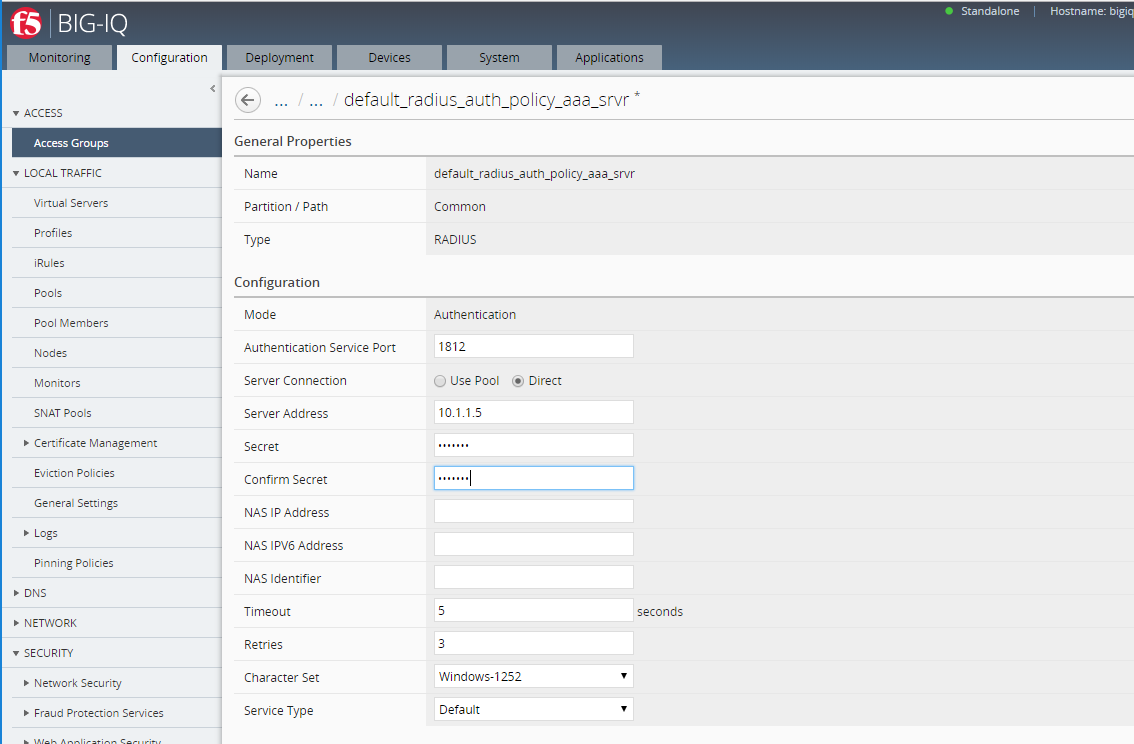 f5 BIG-IQ
Standalone | Hostname: bigiq
Monitoring Configuration Deployment Devices System Applications
... / ... / default_radius_auth_policy_aaa_srvr *
ACCESS
Access Groups
LOCAL TRAFFIC
Virtual Servers
Profiles
iRules
Pools
Pool Members
Nodes
Monitors
SNAT Pools
Certificate Management
Eviction Policies
General Settings
Logs
Pinning Policies
DNS
NETWORK
SECURITY
Network Security
Fraud Protection Services
Web Application Security
General Properties
Name default_radius_auth_policy_aaa_srvr
Partition / Path Common
Type RADIUS
Configuration
Mode Authentication
Authentication Service Port 1812
Server Connection Use Pool Direct
Server Address 10.1.1.5
Secret •••••••
Confirm Secret •••••••
NAS IP Address
NAS IPV6 Address
NAS Identifier
Timeout 5 seconds
Retries 3
Character Set Windows-1252
Service Type Default